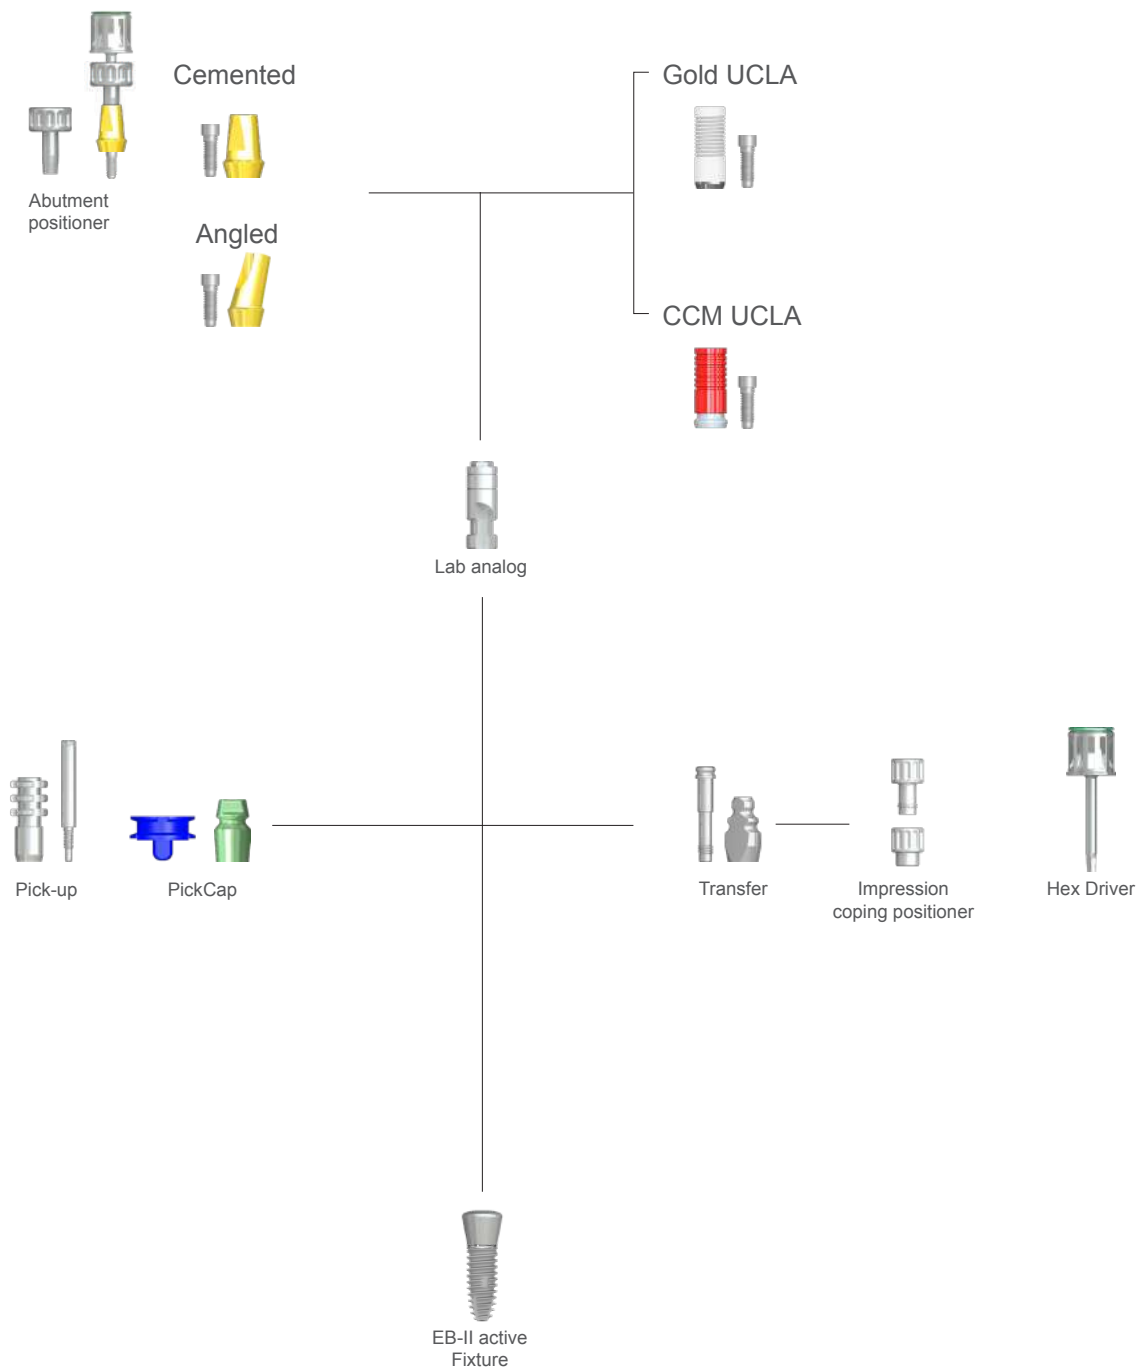 Cemented
Gold UCLA
Abutment
positioner
Angled
CCM UCLA
Lab analog
Pick-up
PickCap
Transfer
Impression
coping positioner
Hex Driver
EB-II active
Fixture